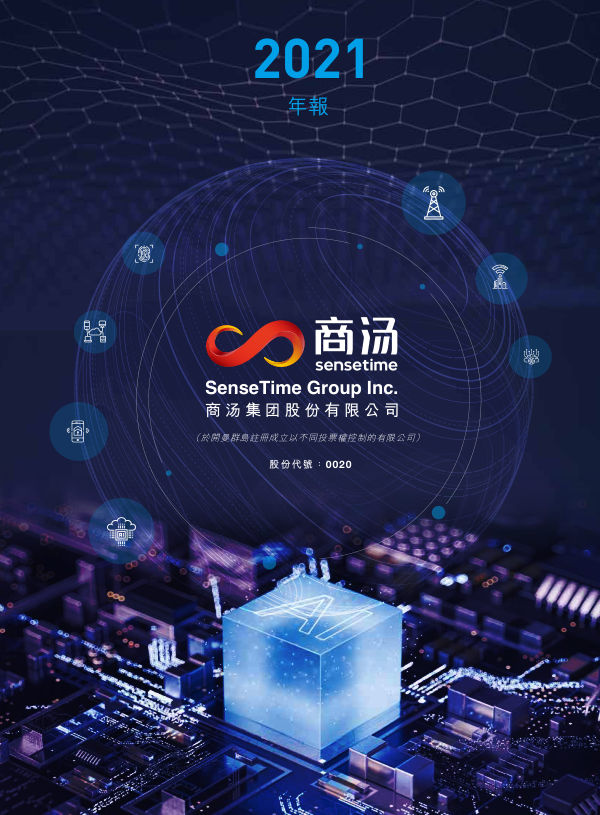 2021
年報
商汤
sensetime
SenseTime Group Inc.
商汤集团股份有限公司
（於開曼群島註冊成立以不同投票權控制的有限公司）
股份代號：0020
AI
AI